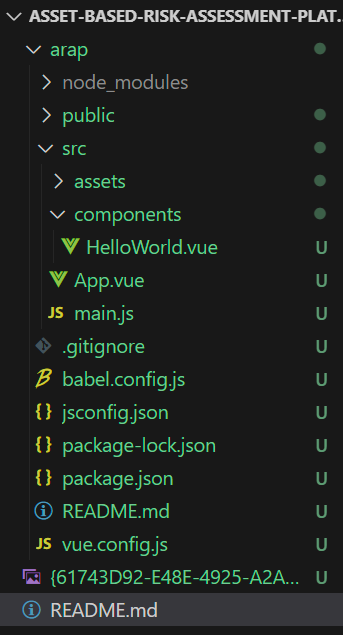 ASSET-BASED-RISK-ASSESSMENT-PLAT...
arap
node_modules
public
src
assets
components
HelloWorld.vue U
App.vue U
JS main.js U
.gitignore U
babel.config.js U
{} jsconfig.json U
{} package-lock.json U
{} package.json U
README.md U
JS vue.config.js U
{61743D92-E48E-4925-A2A... U
README.md